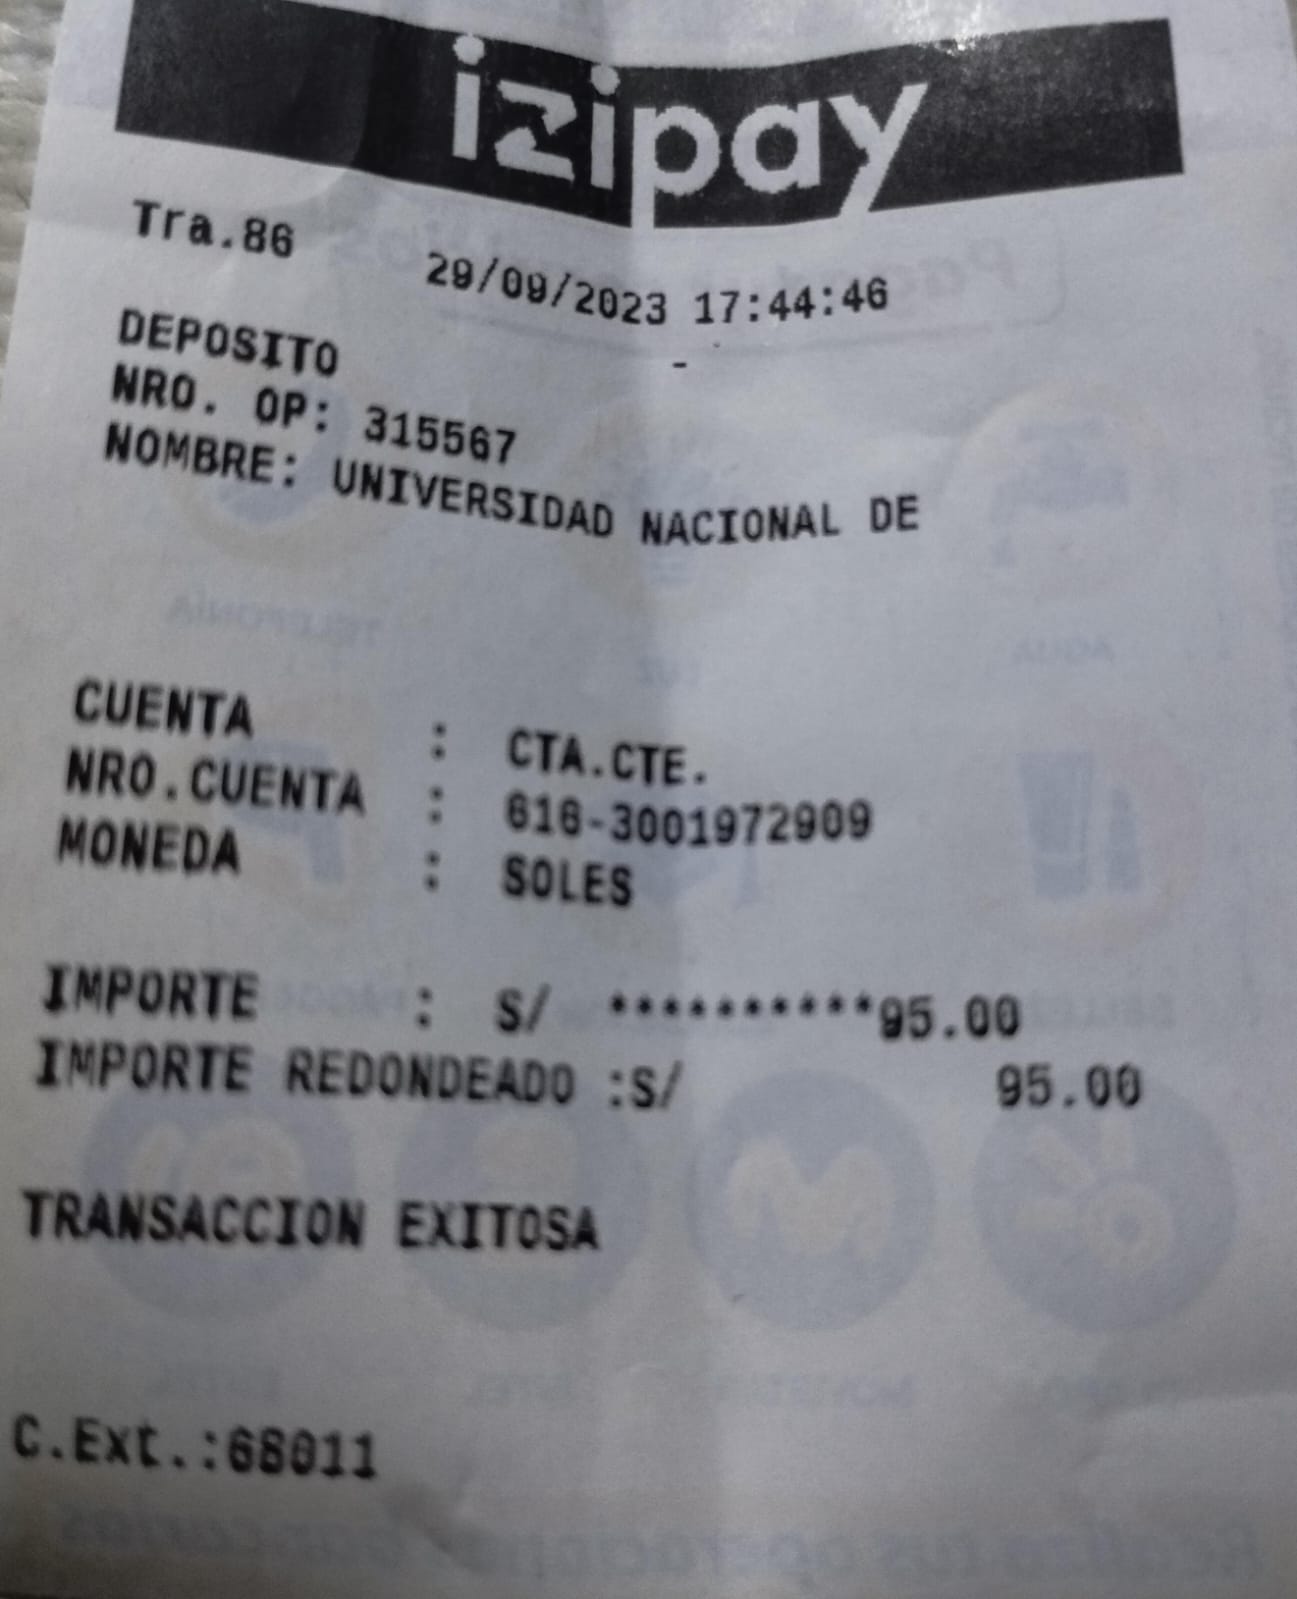 izipay
Tra.86
29/09/2023 17:44:46
-
DEPOSITO
NRO. OP: 315567
NOMBRE: UNIVERSIDAD NACIONAL DE
CUENTA : CTA.CTE.
NRO.CUENTA : 616-3001972909
MONEDA : SOLES
IMPORTE : S/ **********95.00
IMPORTE REDONDEADO :S/ 95.00
TRANSACCION EXITOSA
C.Ext.:68011